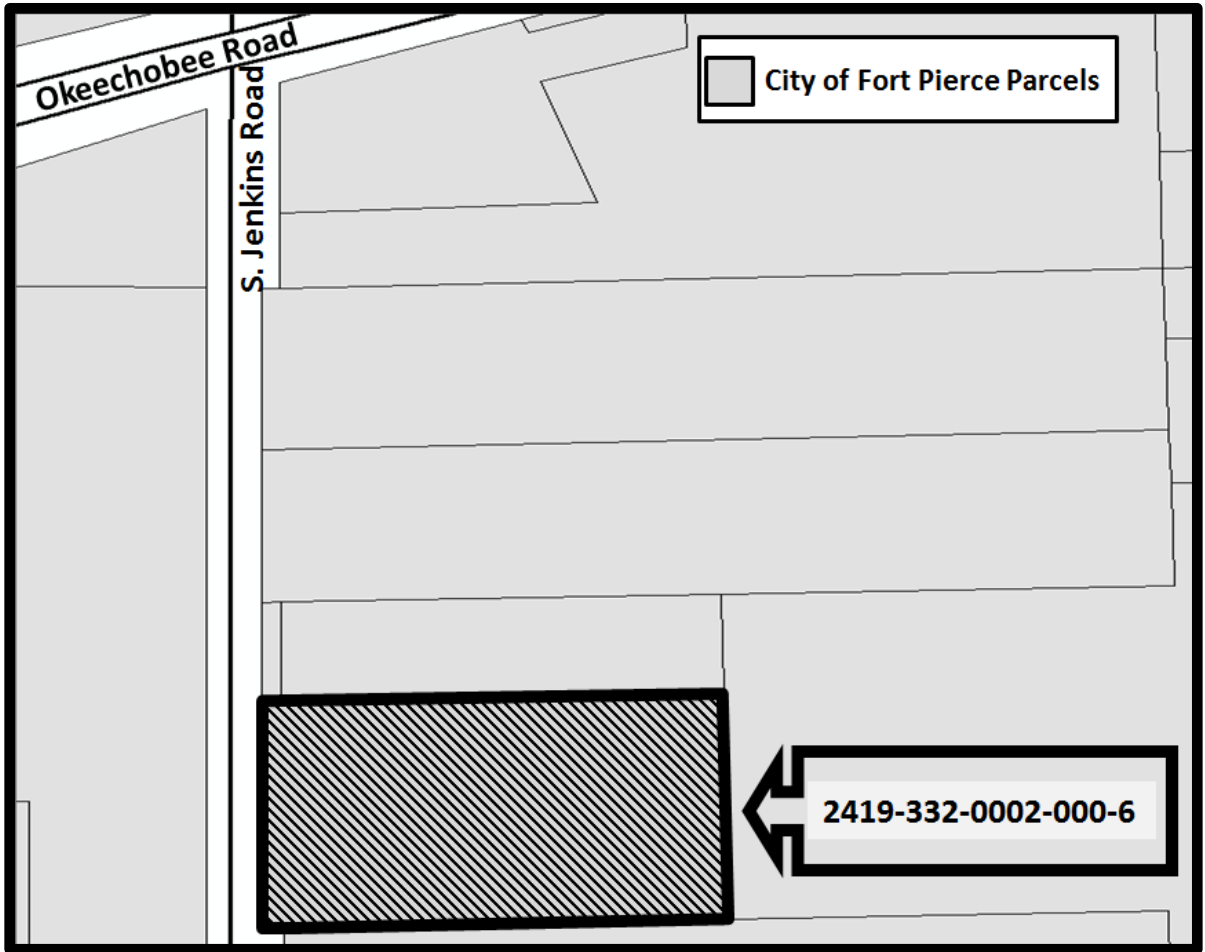 Okeechobee Road
S. Jenkins Road
City of Fort Pierce Parcels
2419-332-0002-000-6